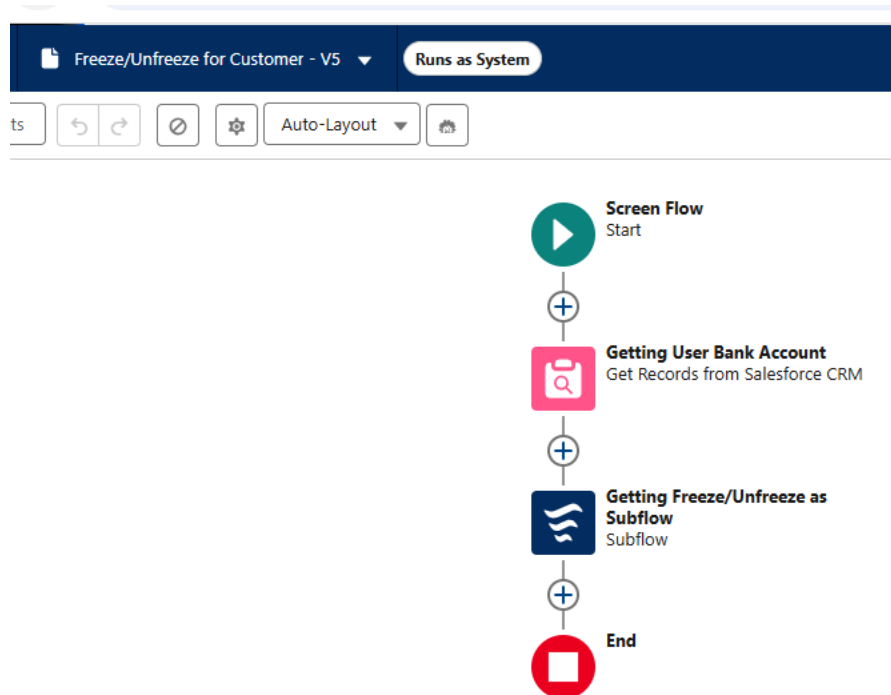 Freeze/Unfreeze for Customer - V5
Runs as System
ts
Auto-Layout
Screen Flow
Start
Getting User Bank Account
Get Records from Salesforce CRM
Getting Freeze/Unfreeze as
Subflow
Subflow
End